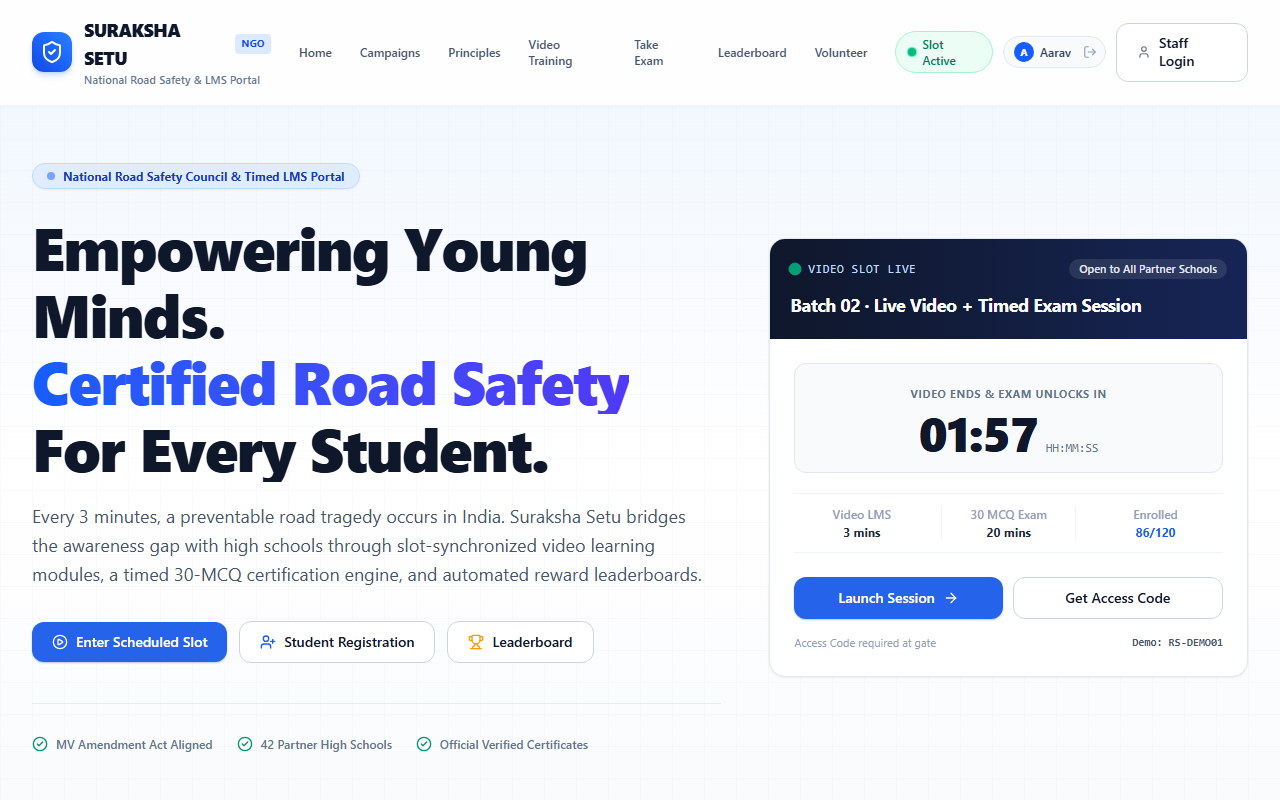 SURAKSHA
SETU
NGO
National Road Safety & LMS Portal
Home
Campaigns
Principles
Video
Training
Take
Exam
Leaderboard
Volunteer
Slot
Active
A
Aarav
Staff
Login
National Road Safety Council & Timed LMS Portal
Empowering Young
Minds.
Certified Road Safety
For Every Student.
Every 3 minutes, a preventable road tragedy occurs in India. Suraksha Setu bridges
the awareness gap with high schools through slot-synchronized video learning
modules, a timed 30-MCQ certification engine, and automated reward leaderboards.
Enter Scheduled Slot
Student Registration
Leaderboard
MV Amendment Act Aligned
42 Partner High Schools
Official Verified Certificates
VIDEO SLOT LIVE
Open to All Partner Schools
Batch 02 · Live Video + Timed Exam Session
VIDEO ENDS & EXAM UNLOCKS IN
01:57 HH:MM:SS
Video LMS
3 mins
30 MCQ Exam
20 mins
Enrolled
86/120
Launch Session
Get Access Code
Access Code required at gate
Demo: RS-DEMO01